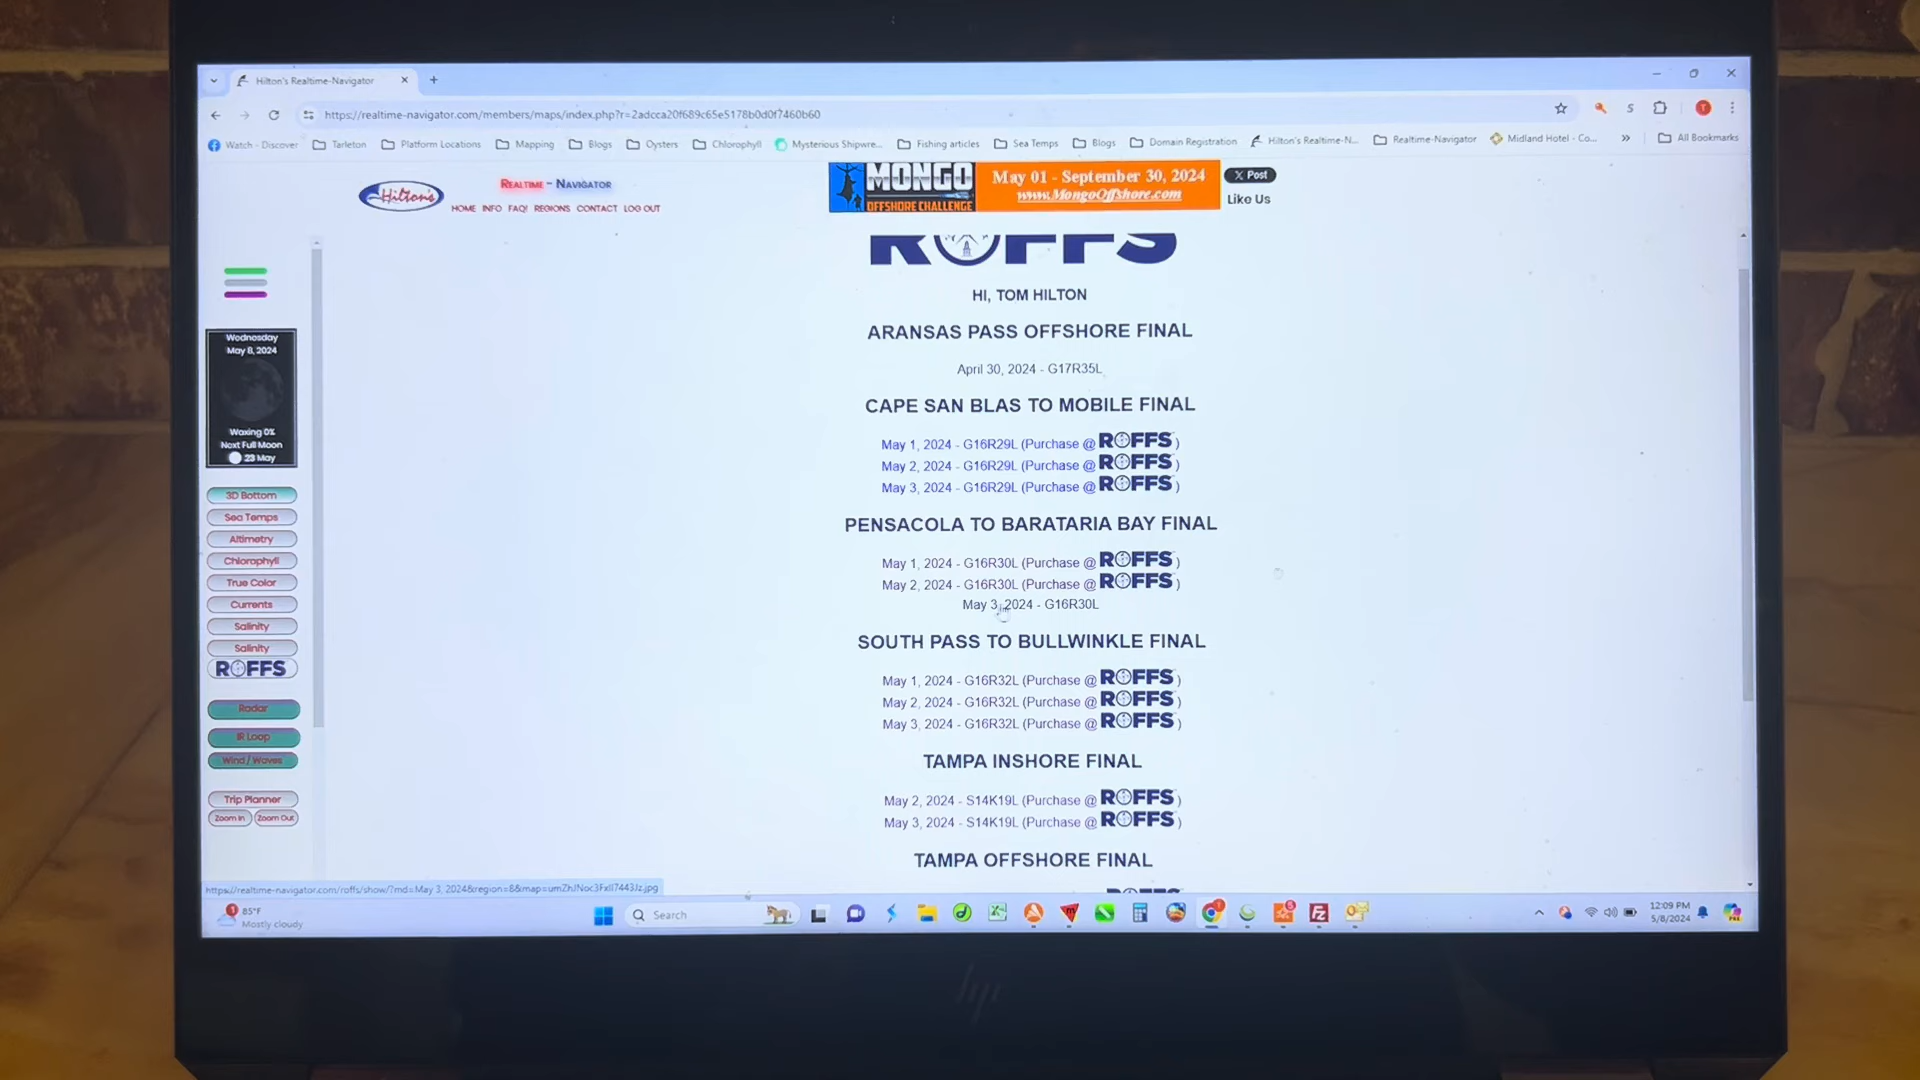 Hilton's Realtime-Navigator
https://realtime-navigator.com/members/maps/index.php?r=2adcca20f689c65e5178b0d0f7460b60
Watch - Discover Tarleton Platform Locations Mapping Blogs Oysters Chlorophyll Mysterious Shipwre... Fishing articles Sea Temps Blogs Domain Registration Hilton's Realtime-N... Realtime-Navigator Midland Hotel - Co... All Bookmarks
Hilton's
REALTIME - NAVIGATOR
HOME INFO FAQ! REGIONS CONTACT LOG OUT
MONGO
OFFSHORE CHALLENGE
May 01 - September 30, 2024
www.MongoOffshore.com
X Post
Like Us
ROFFS
HI, TOM HILTON
ARANSAS PASS OFFSHORE FINAL
April 30, 2024 - G17R35L
CAPE SAN BLAS TO MOBILE FINAL
May 1, 2024 - G16R29L (Purchase @ ROFFS )
May 2, 2024 - G16R29L (Purchase @ ROFFS )
May 3, 2024 - G16R29L (Purchase @ ROFFS )
PENSACOLA TO BARATARIA BAY FINAL
May 1, 2024 - G16R30L (Purchase @ ROFFS )
May 2, 2024 - G16R30L (Purchase @ ROFFS )
May 3, 2024 - G16R30L
SOUTH PASS TO BULLWINKLE FINAL
May 1, 2024 - G16R32L (Purchase @ ROFFS )
May 2, 2024 - G16R32L (Purchase @ ROFFS )
May 3, 2024 - G16R32L (Purchase @ ROFFS )
TAMPA INSHORE FINAL
May 2, 2024 - S14K19L (Purchase @ ROFFS )
May 3, 2024 - S14K19L (Purchase @ ROFFS )
TAMPA OFFSHORE FINAL
Wednesday
May 8, 2024
Waxing 0%
Next Full Moon
23 May
3D Bottom
Sea Temps
Altimetry
Chlorophyll
True Color
Currents
Salinity
Salinity
ROFFS
Radar
IR Loop
Wind / Waves
Trip Planner
Zoom In Zoom Out
85°F
Mostly cloudy
Search
12:09 PM
5/8/2024
hp